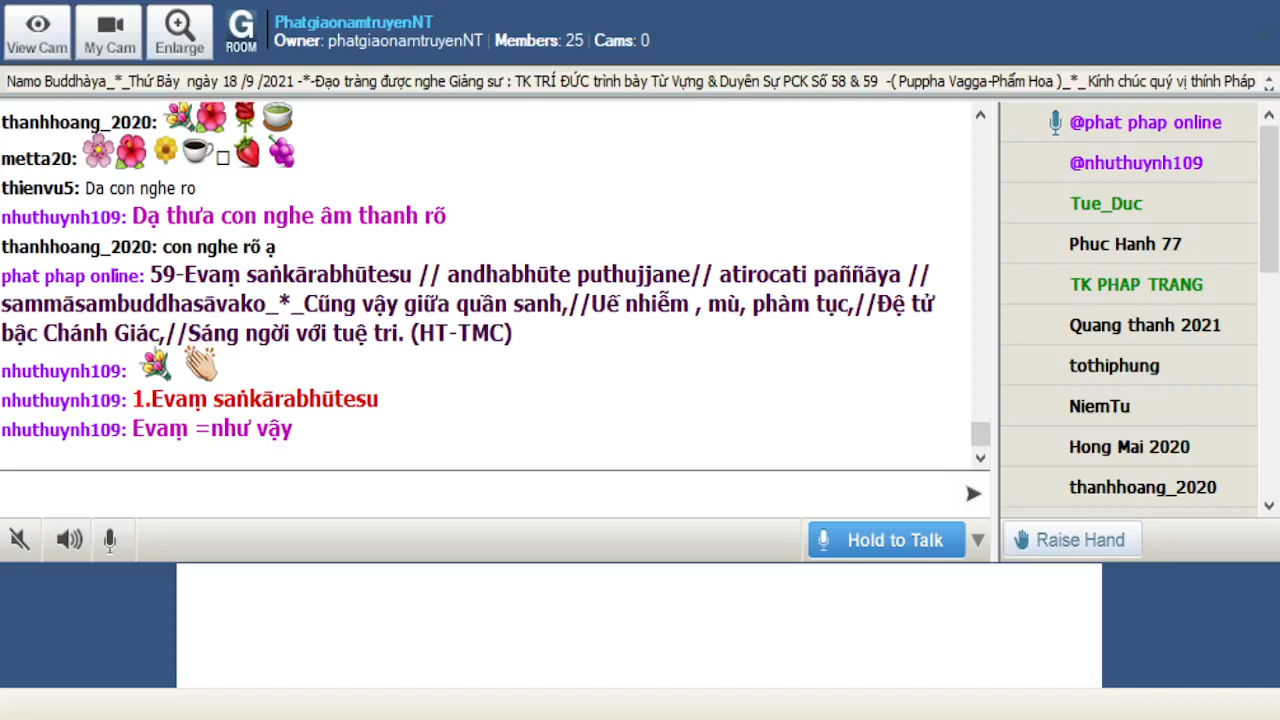 View Cam
My Cam
Enlarge
G
ROOM
PhatgiaonamtruyenNT
Owner: phatgiaonamtruyenNT | Members: 25 | Cams: 0
Namo Buddhàya_*_Thứ Bảy ngày 18 /9 /2021 -*-Đạo tràng được nghe Giảng sư : TK TRÍ ĐỨC trình bày Từ Vựng & Duyên Sự PCK Số 58 & 59 -( Puppha Vagga-Phẩm Hoa )_*_ Kính chúc quý vị thính Pháp
thanhhoang_2020:
metta20:
thienvu5: Da con nghe ro
nhuthuynh109: Dạ thưa con nghe âm thanh rõ
thanhhoang_2020: con nghe rõ ạ
phat phap online: 59-Evaṃ saṅkārabhūtesu // andhabhūte puthujjane// atirocati paññāya //
sammāsambuddhasāvako_*_Cũng vậy giữa quần sanh,//Uế nhiễm , mù, phàm tục,//Đệ tử
bậc Chánh Giác,//Sáng ngời với tuệ tri. (HT-TMC)
nhuthuynh109:
nhuthuynh109: 1.Evaṃ saṅkārabhūtesu
nhuthuynh109: Evaṃ =như vậy
@phat phap online
@nhuthuynh109
Tue_Duc
Phuc Hanh 77
TK PHAP TRANG
Quang thanh 2021
tothiphung
NiemTu
Hong Mai 2020
thanhhoang_2020
Hold to Talk
Raise Hand